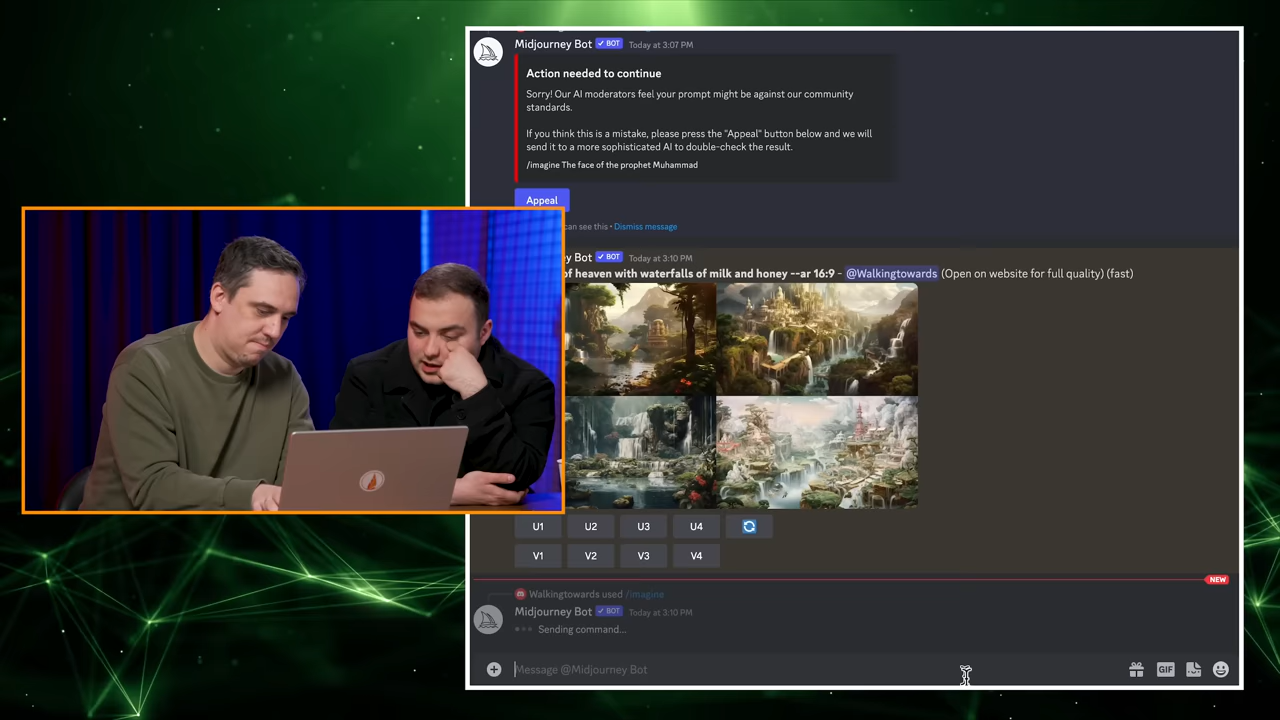 Midjourney Bot ✓ BOT Today at 3:07 PM
Action needed to continue
Sorry! Our AI moderators feel your prompt might be against our community
standards.
If you think this is a mistake, please press the "Appeal" button below and we will
send it to a more sophisticated AI to double-check the result.
/imagine The face of the prophet Muhammad
Appeal
can see this • Dismiss message
ey Bot ✓ BOT Today at 3:10 PM
of heaven with waterfalls of milk and honey --ar 16:9 - @Walkingtowards (Open on website for full quality) (fast)
U1 U2 U3 U4
V1 V2 V3 V4
NEW
Walkingtowards used /imagine
Midjourney Bot ✓ BOT Today at 3:10 PM
Sending command...
Message @Midjourney Bot
GIF